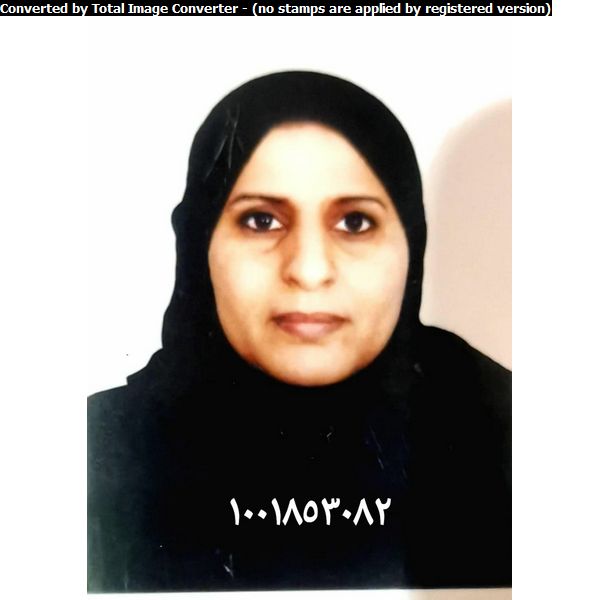 Converted by Total Image Converter - (no stamps are applied by registered version)
١٠٠١٨٥٣٠٨٢